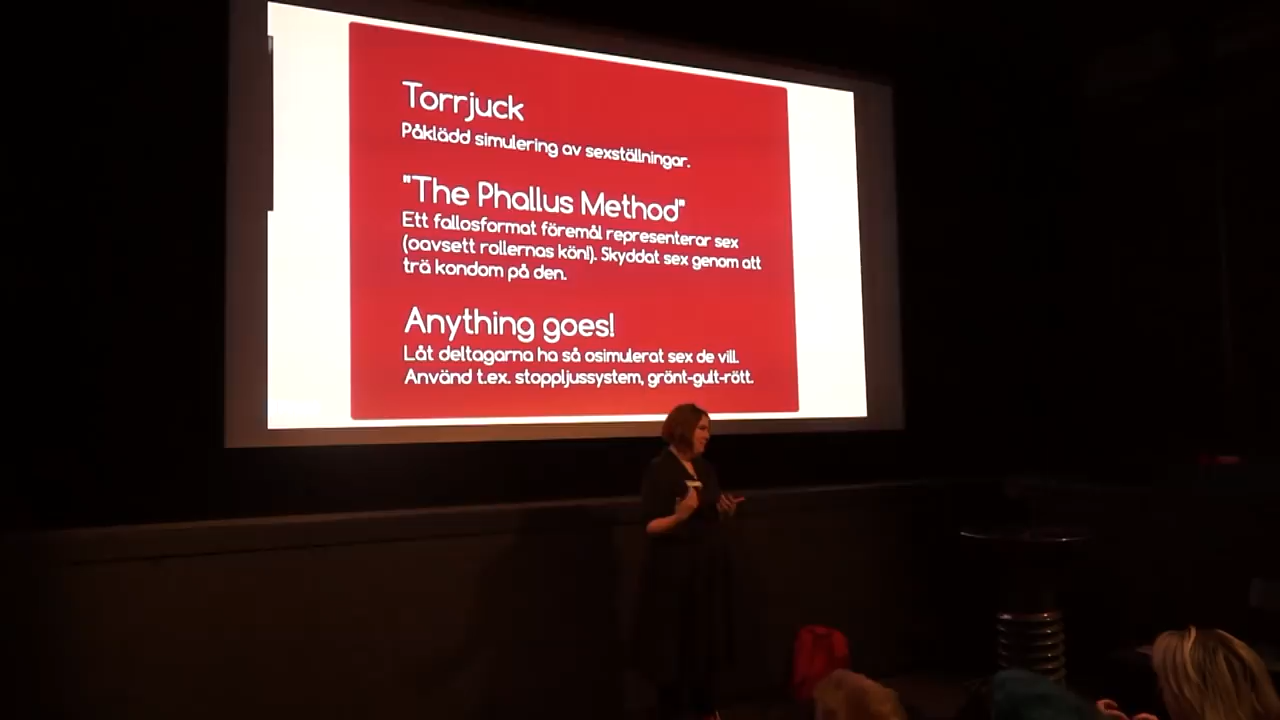 Torrjuck
Påklädd simulering av sexställningar.
"The Phallus Method"
Ett fallosformat föremål representerar sex
(oavsett rollernas kön!). Skyddat sex genom att
trä kondom på den.
Anything goes!
Låt deltagarna ha så osimulerat sex de vill.
Använd t.ex. stoppljussystem, grönt-gult-rött.